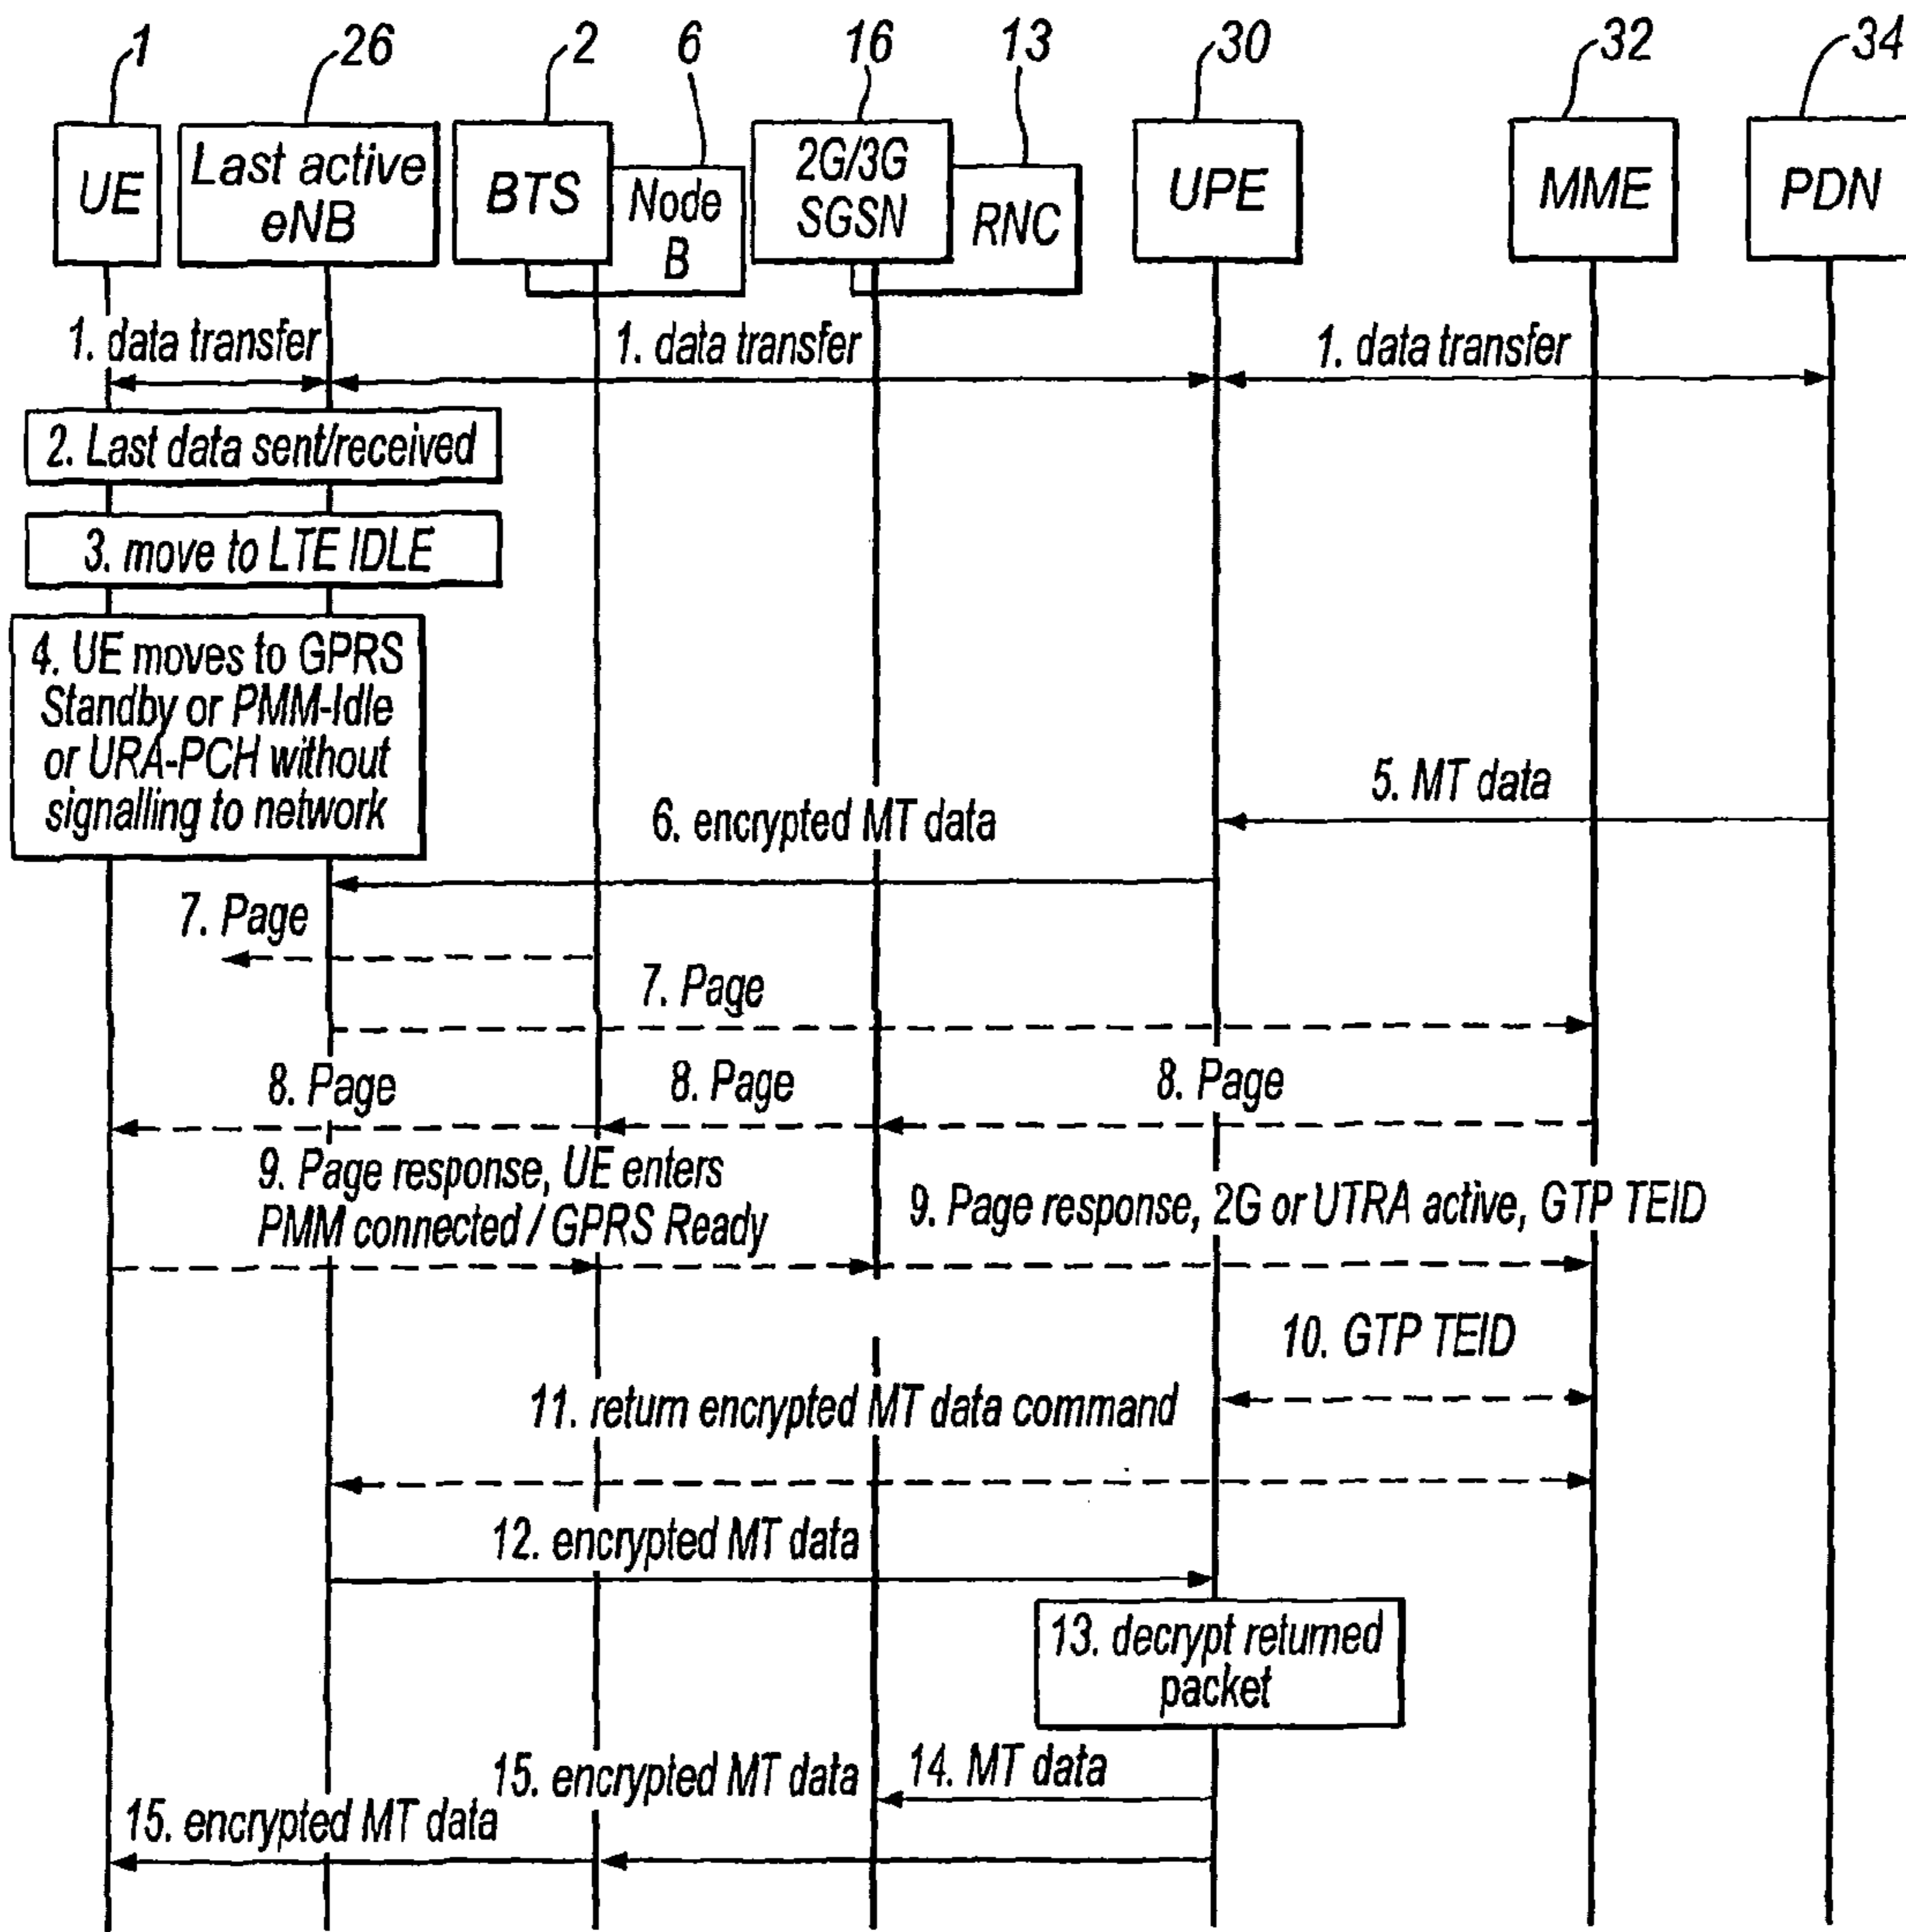 1
26
2
6
16
13
30
32
34
UE
Last active
eNB
BTS
Node
B
2G/3G
SGSN
RNC
UPE
MME
PDN
1. data transfer
1. data transfer
1. data transfer
2. Last data sent/received
3. move to LTE IDLE
4. UE moves to GPRS
Standby or PMM-Idle
or URA-PCH without
signalling to network
5. MT data
6. encrypted MT data
7. Page
7. Page
8. Page
8. Page
8. Page
9. Page response, UE enters
PMM connected / GPRS Ready
9. Page response, 2G or UTRA active, GTP TEID
10. GTP TEID
11. return encrypted MT data command
12. encrypted MT data
13. decrypt returned
packet
14. MT data
15. encrypted MT data
15. encrypted MT data